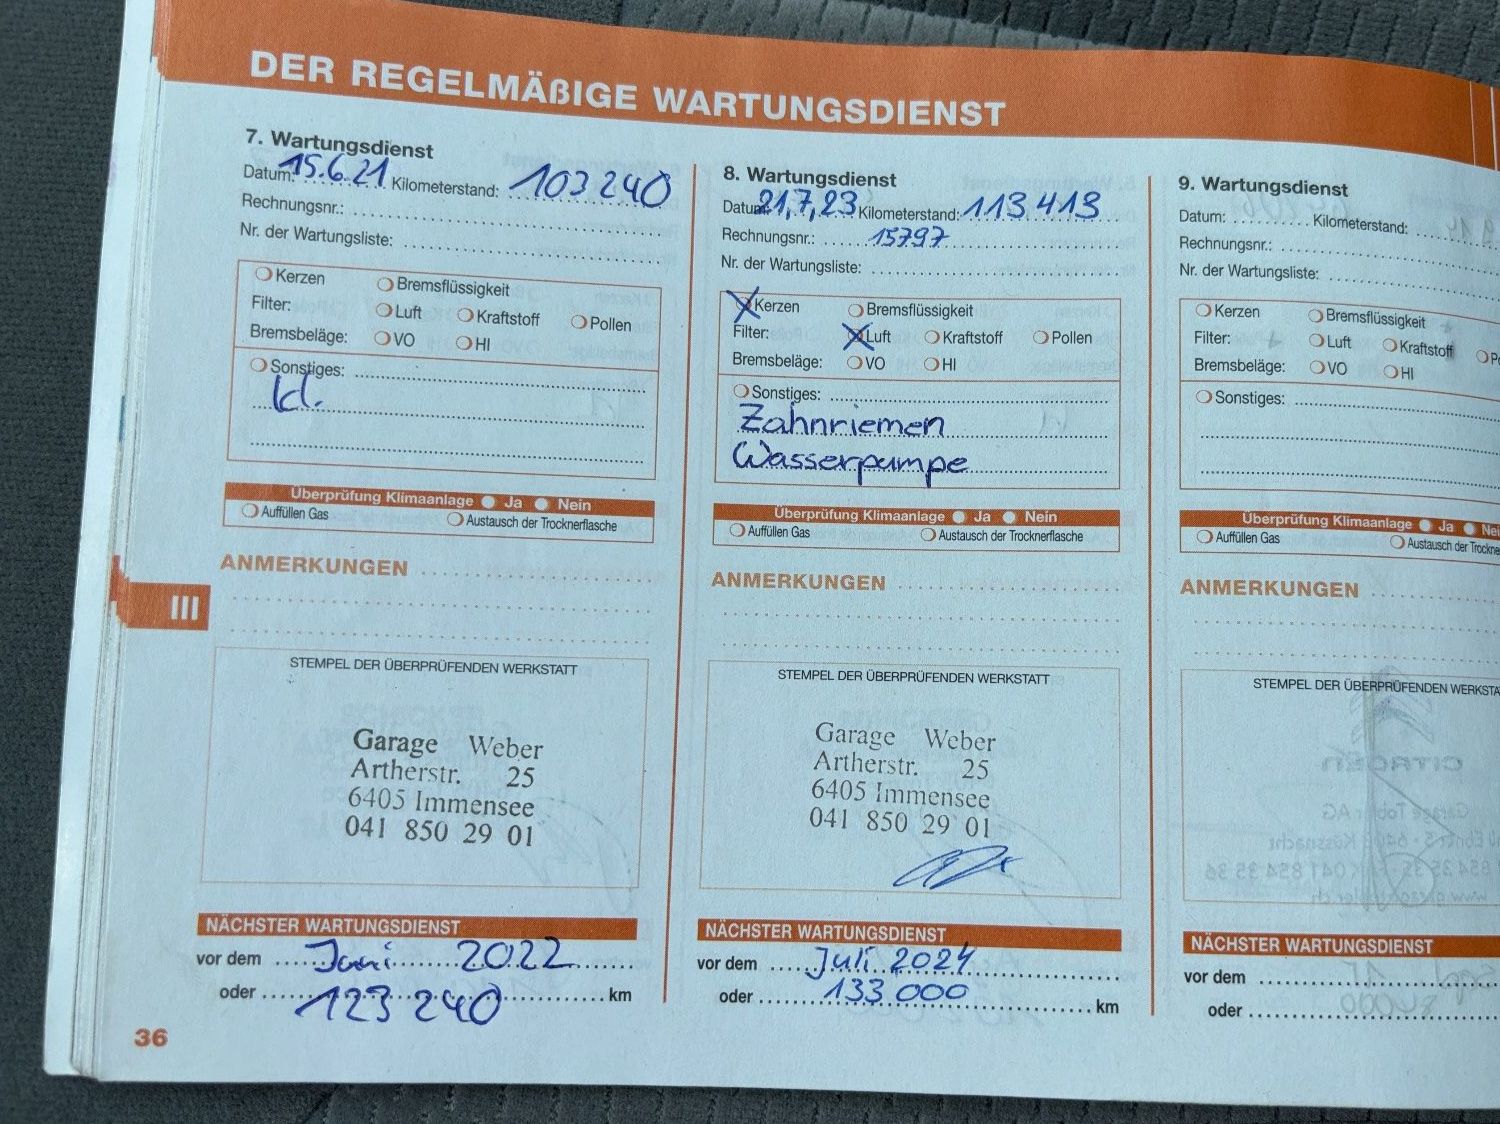 DER REGELMÄßIGE WARTUNGSDIENST
7. Wartungsdienst
Datum: 15.6.21 Kilometerstand: 103 240
Rechnungsnr.:
Nr. der Wartungsliste:
Kerzen Bremsflüssigkeit
Filter: Luft Kraftstoff Pollen
Bremsbeläge: VO HI
Sonstiges:
kl.
Überprüfung Klimaanlage Ja Nein
Auffüllen Gas Austausch der Trocknerflasche
ANMERKUNGEN
STEMPEL DER ÜBERPRÜFENDEN WERKSTATT
Garage Weber
Artherstr. 25
6405 Immensee
041 850 29 01
NÄCHSTER WARTUNGSDIENST
vor dem Juni 2022
oder 123 240 km
8. Wartungsdienst
Datum: 21,7,23 Kilometerstand: 113 413
Rechnungsnr.: 15797
Nr. der Wartungsliste:
X Kerzen Bremsflüssigkeit
Filter: X Luft Kraftstoff Pollen
Bremsbeläge: VO HI
Sonstiges:
Zahnriemen
Wasserpumpe
Überprüfung Klimaanlage Ja Nein
Auffüllen Gas Austausch der Trocknerflasche
ANMERKUNGEN
STEMPEL DER ÜBERPRÜFENDEN WERKSTATT
Garage Weber
Artherstr. 25
6405 Immensee
041 850 29 01
NÄCHSTER WARTUNGSDIENST
vor dem Juli 2024
oder 133 000 km
9. Wartungsdienst
Datum: Kilometerstand:
Rechnungsnr.:
Nr. der Wartungsliste:
Kerzen Bremsflüssigkeit
Filter: Luft Kraftstoff Po
Bremsbeläge: VO HI
Sonstiges:
Überprüfung Klimaanlage Ja Nei
Auffüllen Gas Austausch der Trockne
ANMERKUNGEN
STEMPEL DER ÜBERPRÜFENDEN WERKSTA
NÄCHSTER WARTUNGSDIENST
vor dem
oder
III
36